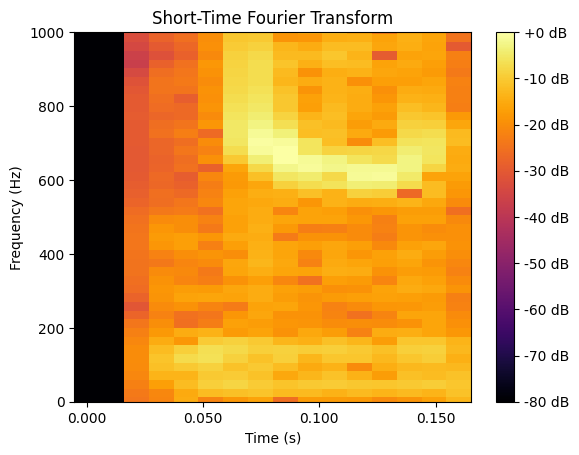 Short-Time Fourier Transform
1000
800
600
400
200
0
Frequency (Hz)
0.000
0.050
0.100
0.150
Time (s)
+0 dB
-10 dB
-20 dB
-30 dB
-40 dB
-50 dB
-60 dB
-70 dB
-80 dB